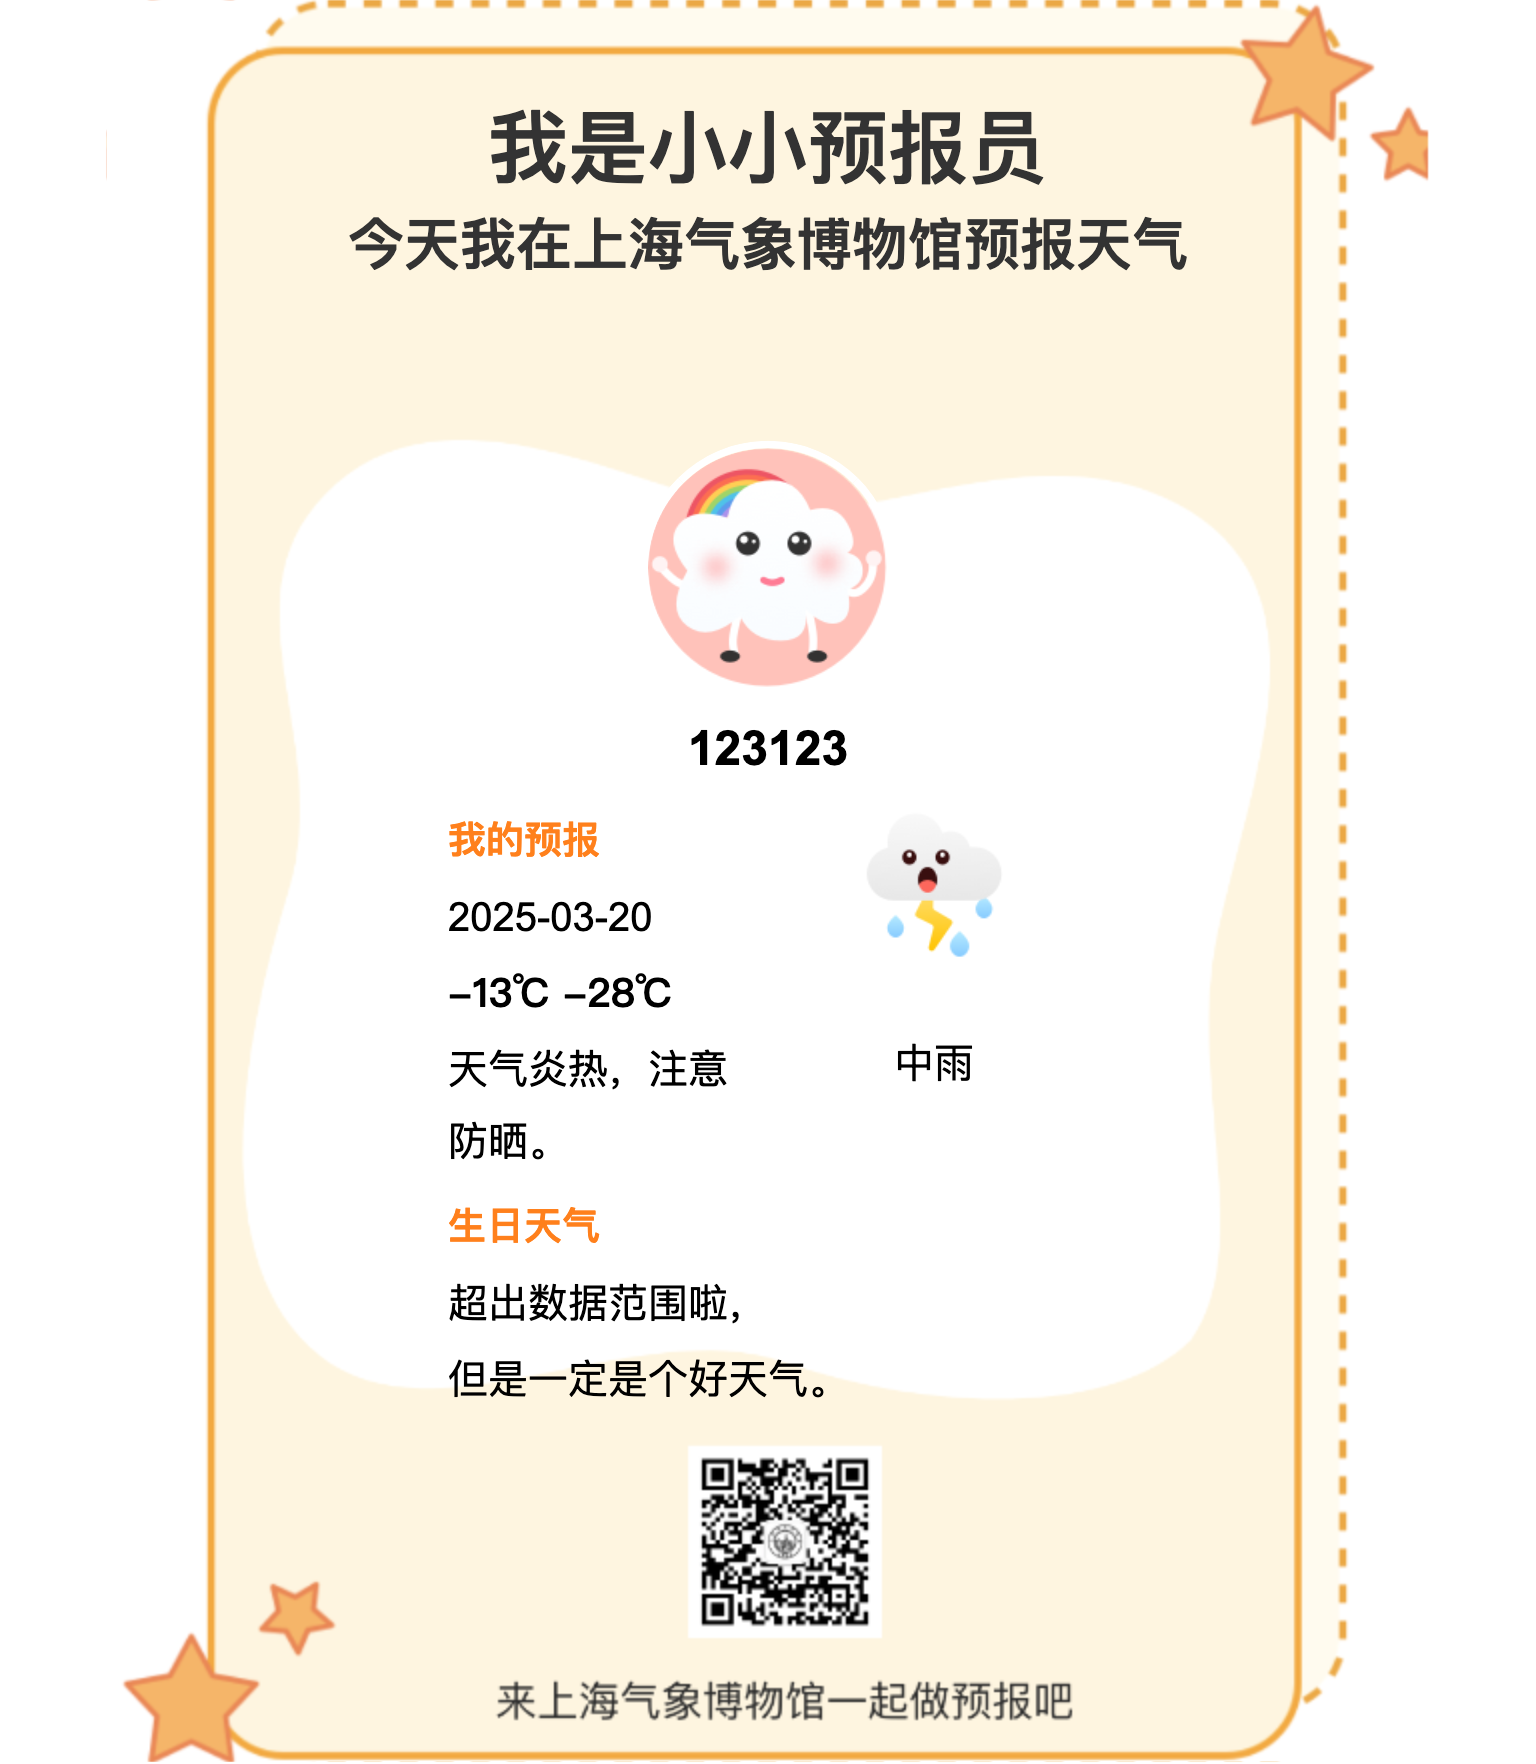 我是小小预报员
今天我在上海气象博物馆预报天气
123123
我的预报
2025-03-20
–13℃ –28℃
天气炎热，注意
防晒。
中雨
生日天气
超出数据范围啦，
但是一定是个好天气。
来上海气象博物馆一起做预报吧